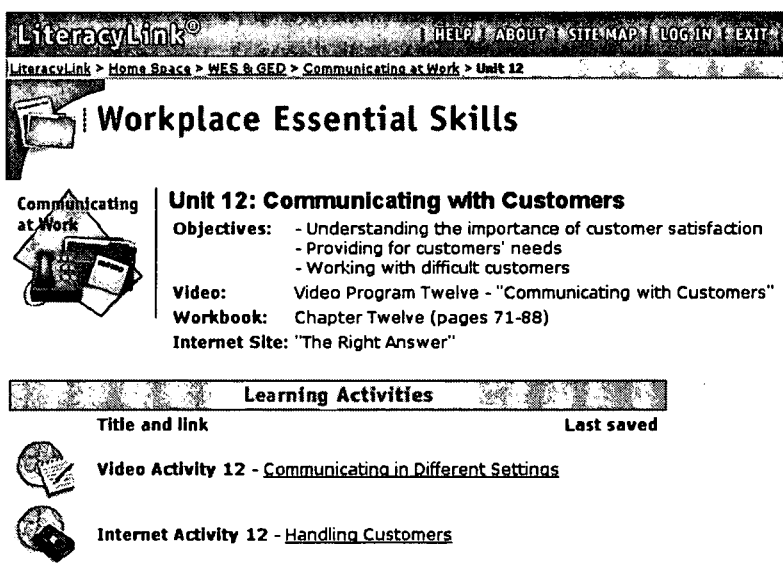 LiteracyLink® HELP ABOUT SITE MAP LOG IN EXIT
LiteracyLink > Home Space > WES & GED > Communicating at Work > Unit 12
Workplace Essential Skills
Communicating
at Work
Unit 12: Communicating with Customers
Objectives: - Understanding the importance of customer satisfaction
- Providing for customers' needs
- Working with difficult customers
Video: Video Program Twelve - "Communicating with Customers"
Workbook: Chapter Twelve (pages 71-88)
Internet Site: "The Right Answer"
Learning Activities
Title and link Last saved
Video Activity 12 - Communicating in Different Settings
Internet Activity 12 - Handling Customers